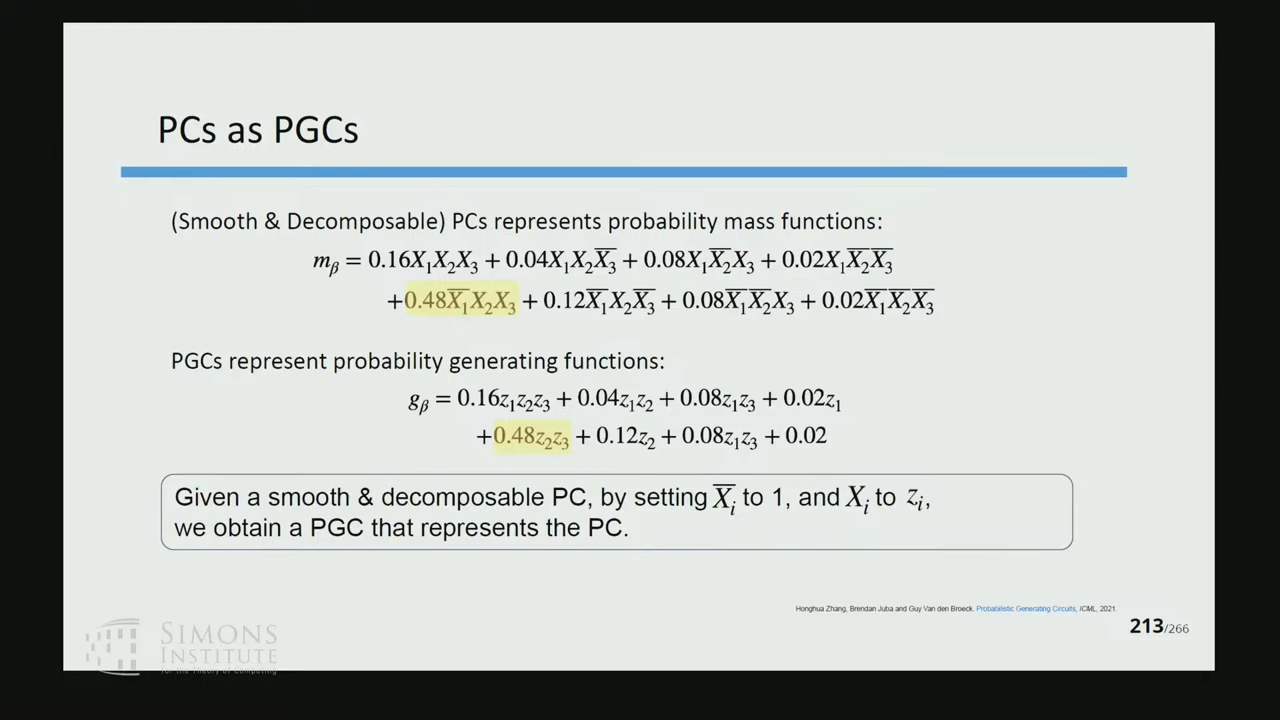 PCs as PGCs
(Smooth & Decomposable) PCs represents probability mass functions:
m_β = 0.16X₁X₂X₃ + 0.04X₁X₂X̅₃ + 0.08X₁X̅₂X₃ + 0.02X₁X̅₂X̅₃
+0.48X̅₁X₂X₃ + 0.12X̅₁X₂X̅₃ + 0.08X̅₁X̅₂X₃ + 0.02X̅₁X̅₂X̅₃
PGCs represent probability generating functions:
g_β = 0.16z₁z₂z₃ + 0.04z₁z₂ + 0.08z₁z₃ + 0.02z₁
+0.48z₂z₃ + 0.12z₂ + 0.08z₁z₃ + 0.02
Given a smooth & decomposable PC, by setting X̅ᵢ to 1, and Xᵢ to zᵢ,
we obtain a PGC that represents the PC.
Honghua Zhang, Brendan Juba and Guy Van den Broeck. Probabilistic Generating Circuits, ICML, 2021.
213/266
SIMONS
INSTITUTE
for the Theory of Computing